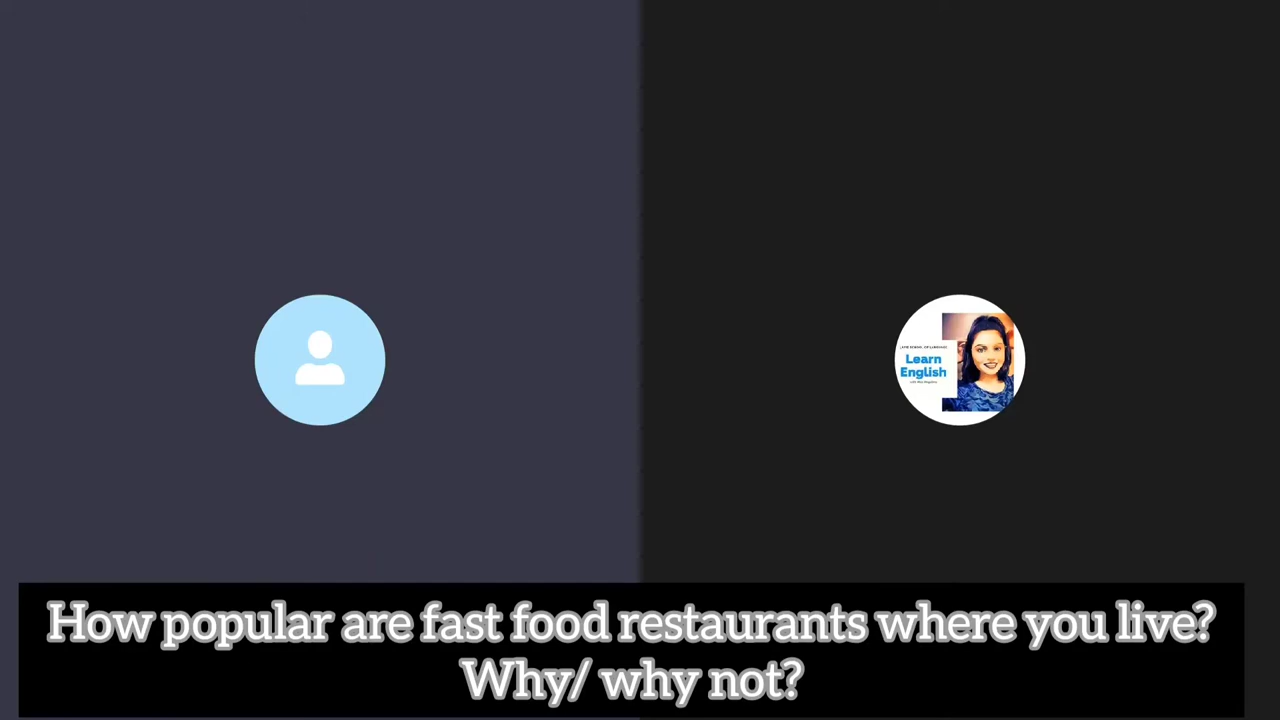 Learn
English
How popular are fast food restaurants where you live?
Why/ why not?